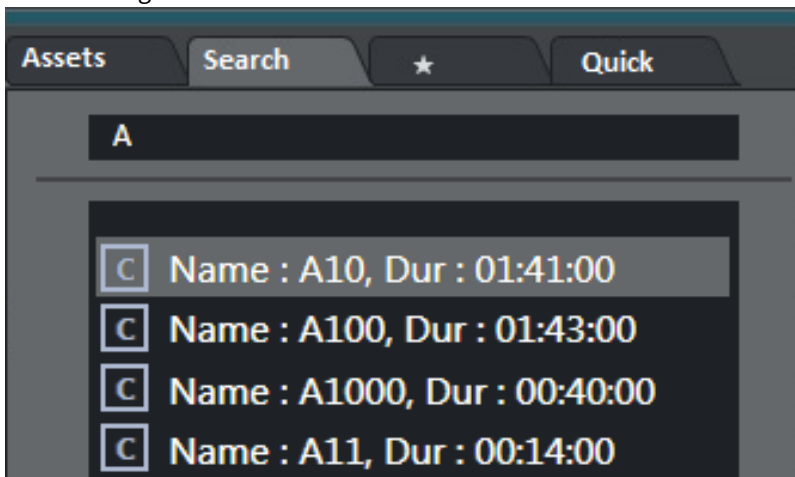 Assets Search ★ Quick
A
C Name : A10, Dur : 01:41:00
C Name : A100, Dur : 01:43:00
C Name : A1000, Dur : 00:40:00
C Name : A11, Dur : 00:14:00